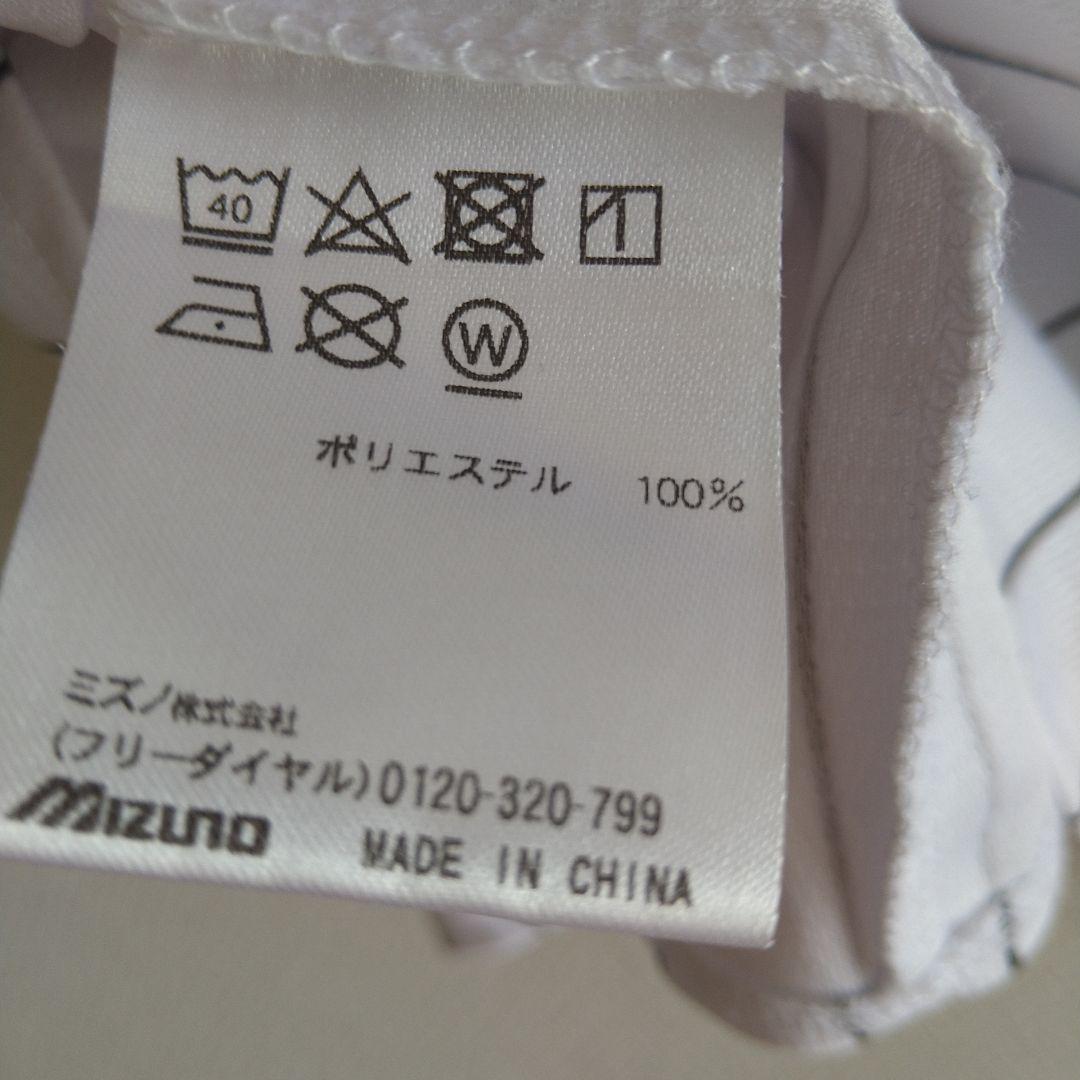 40
W
ポリエステル 100%
ミズノ株式会社
(フリーダイヤル)0120-320-799
MIZUNO
MADE IN CHINA